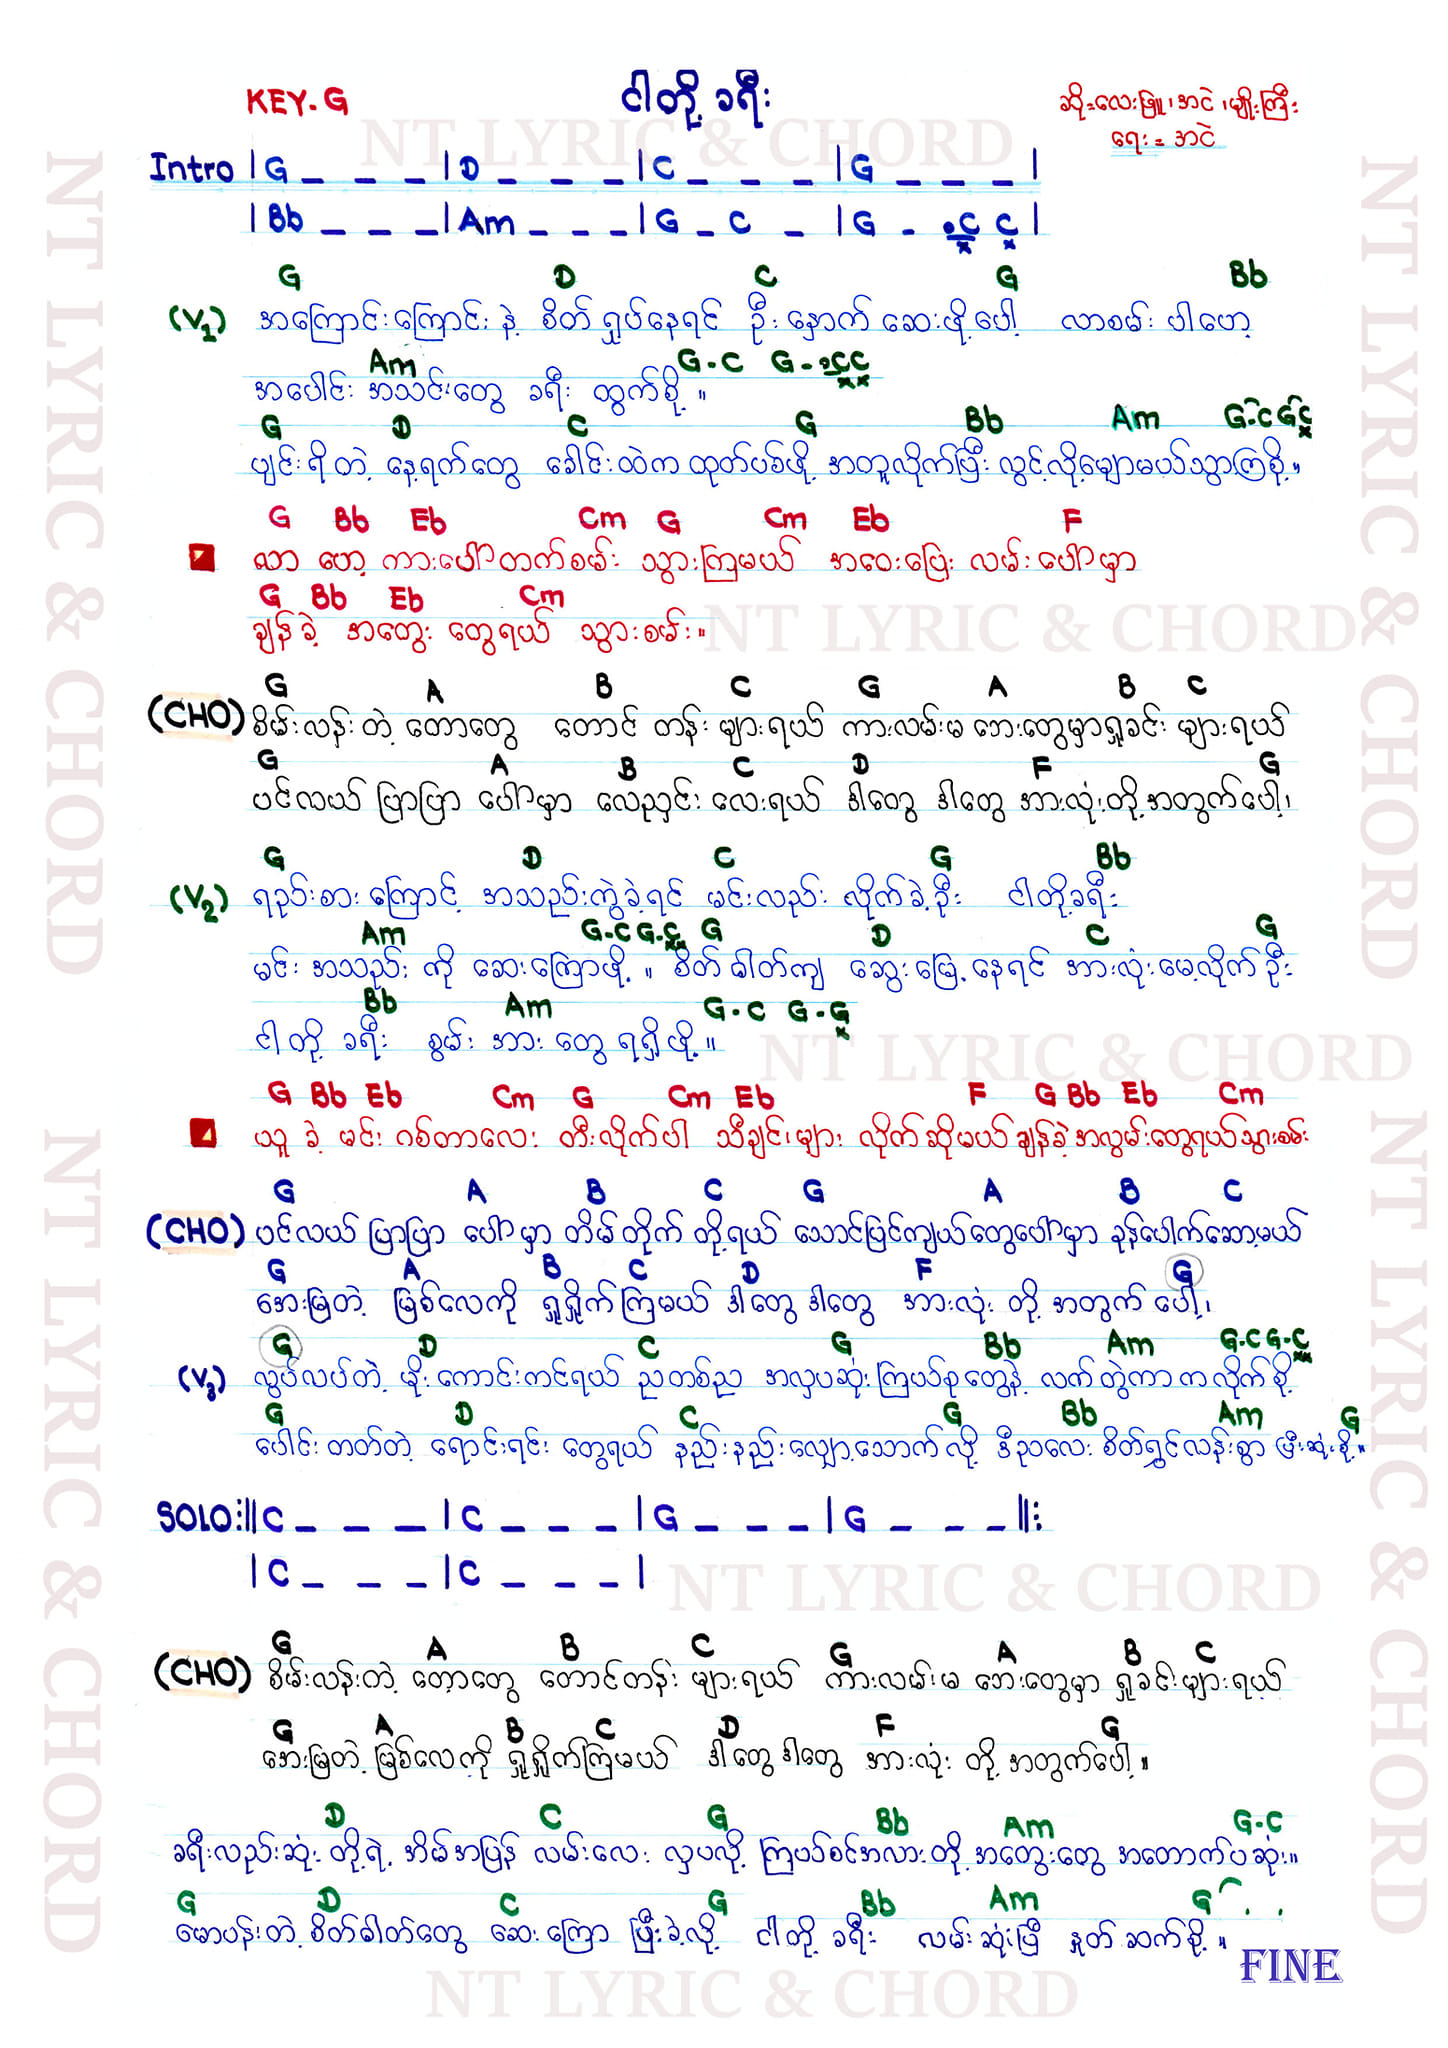 KEY-G
ငါတို့ ခရီး
ဆို=လေးဖြူ၊အငဲ၊မျိုးကြီး
ရေး=အငဲ
Intro |G _ _ _ |D _ _ _ |C _ _ _ |G _ _ _ |
|Bb _ _ _ |Am _ _ _ |G _ C _ |G - •C C |
G D C G Bb
(V1) အကြောင်းကြောင်း နဲ့ စိတ် ရှုပ်နေရင် ဦး နှောက် ဆေးဖို့ပေါ့ လာစမ်း ပါဟေ့
Am G-C G-•CC
အပေါင်း အသင်းတွေ ခရီး ထွက်စို့ ။
G D C G Bb Am G-C G-C
ပျင်းရိတဲ့ နေ့ရက်တွေ ခေါင်းထဲက ထုတ်ပစ်ဖို့ အတူလိုက်ပြီး လွင့်လို့မျောမယ်သွားကြစို့ ။
G Bb Eb Cm G Cm Eb F
လာ ဟေ့ ကားပေါ်တက်စမ်း သွားကြမယ် အဝေးပြေး လမ်းပေါ်မှာ
G Bb Eb Cm
ချန်ခဲ့ အတွေး တွေရယ် သွားစမ်း။
G A B C G A B C
(CHO) စိမ်းလန်းတဲ့ တောတွေ တောင် တန်း များရယ် ကားလမ်းမ ဘေးတွေမှာရှုခင်း များရယ်
G A B C D F G
ပင်လယ် ပြာပြာ ပေါ်မှာ လေညှင်း လေးရယ် ဒါတွေ ဒါတွေ အားလုံးတို့အတွက်ပေါ့၊
G D C G Bb
(V2) ရည်းစား ကြောင့် အသည်းကွဲခဲ့ရင် မင်းလည်း လိုက်ခဲ့ဦး ငါတို့ခရီး
Am G-C G-C G D C G
မင်း အသည်း ကို ဆေးကြောဖို့ ။ စိတ် ဓါတ်ကျ ဆွေးမြေ့နေရင် အားလုံးမေ့လိုက်ဦး
Bb Am G-C G-G
ငါတို့ ခရီး စွမ်း အား တွေ ရရှိဖို့ ။
G Bb Eb Cm G Cm Eb F G Bb Eb Cm
ယူ ခဲ့ မင်း ဂစ်တာလေး တီးလိုက်ပါ သီချင်းများ လိုက်ဆိုမယ် ချန်ခဲ့အလွမ်းတွေရယ်သွားစမ်း
G A B C G A B C
(CHO) ပင်လယ် ပြာပြာ ပေါ်မှာ တိမ်တိုက် တို့ရယ် သောင်ပြင်ကျယ်တွေပေါ်မှာ ခုန်ပေါက်ဆော့မယ်
G A B C D F G
အေးမြတဲ့ မြစ်လေကို ရှူရှိုက်ကြမယ် ဒါတွေ ဒါတွေ အားလုံး တို့ အတွက် ပေါ့၊
G D C G Bb Am G-C G-C
(V3) လွပ်လပ်တဲ့ မိုးကောင်းကင်ရယ် ညတစ်ည အလှပဆုံးကြယ်စုတွေနဲ့ လက်တွဲကာ က လိုက်စို့
G D C G Bb Am G
ပေါင်းတတ်တဲ့ ရောင်းရင်း တွေရယ် နည်းနည်းလျှော့သောက်လို့ ဒီညလေး စိတ်ရွှင်လန်းစွာ ပြီးဆုံးစို့။
SOLO:||C _ _ _ |C _ _ _ |G _ _ _ |G _ _ _ ||:
|C _ _ _ |C _ _ _ |
G A B C G A B C
(CHO) စိမ်းလန်းတဲ့ တော့တွေ တောင်တန်း များရယ် ကားလမ်းမ ဘေးတွေမှာ ရှုခင်းများရယ်
G A B C D F G
အေးမြတဲ့ မြစ်လေကို ရှူရှိုက်ကြမယ် ဒါတွေ ဒါတွေ အားလုံး တို့ အတွက်ပေါ့ ။
D C G Bb Am G-C
ခရီးလည်းဆုံး တို့ရဲ့ အိမ်အပြန် လမ်းလေး လှပလို့ ကြယ်စင်အလားတို့ အတွေးတွေ အတောက်ပဆုံး။
G D C G Bb Am G . .
မောပန်းတဲ့ စိတ်ဓါတ်တွေ ဆေးကြော ပြီးခဲ့လို့ ငါတို့ ခရီး လမ်းဆုံးပြီ နှုတ် ဆက်စို့ ။
FINE
NT LYRIC & CHORD
NT LYRIC & CHORD
NT LYRIC & CHORD
NT LYRIC & CHORD
NT LYRIC & CHORD
NT LYRIC & CHORD
NT LYRIC & CHORD
NT LYRIC & CHORD
NT LYRIC & CHORD